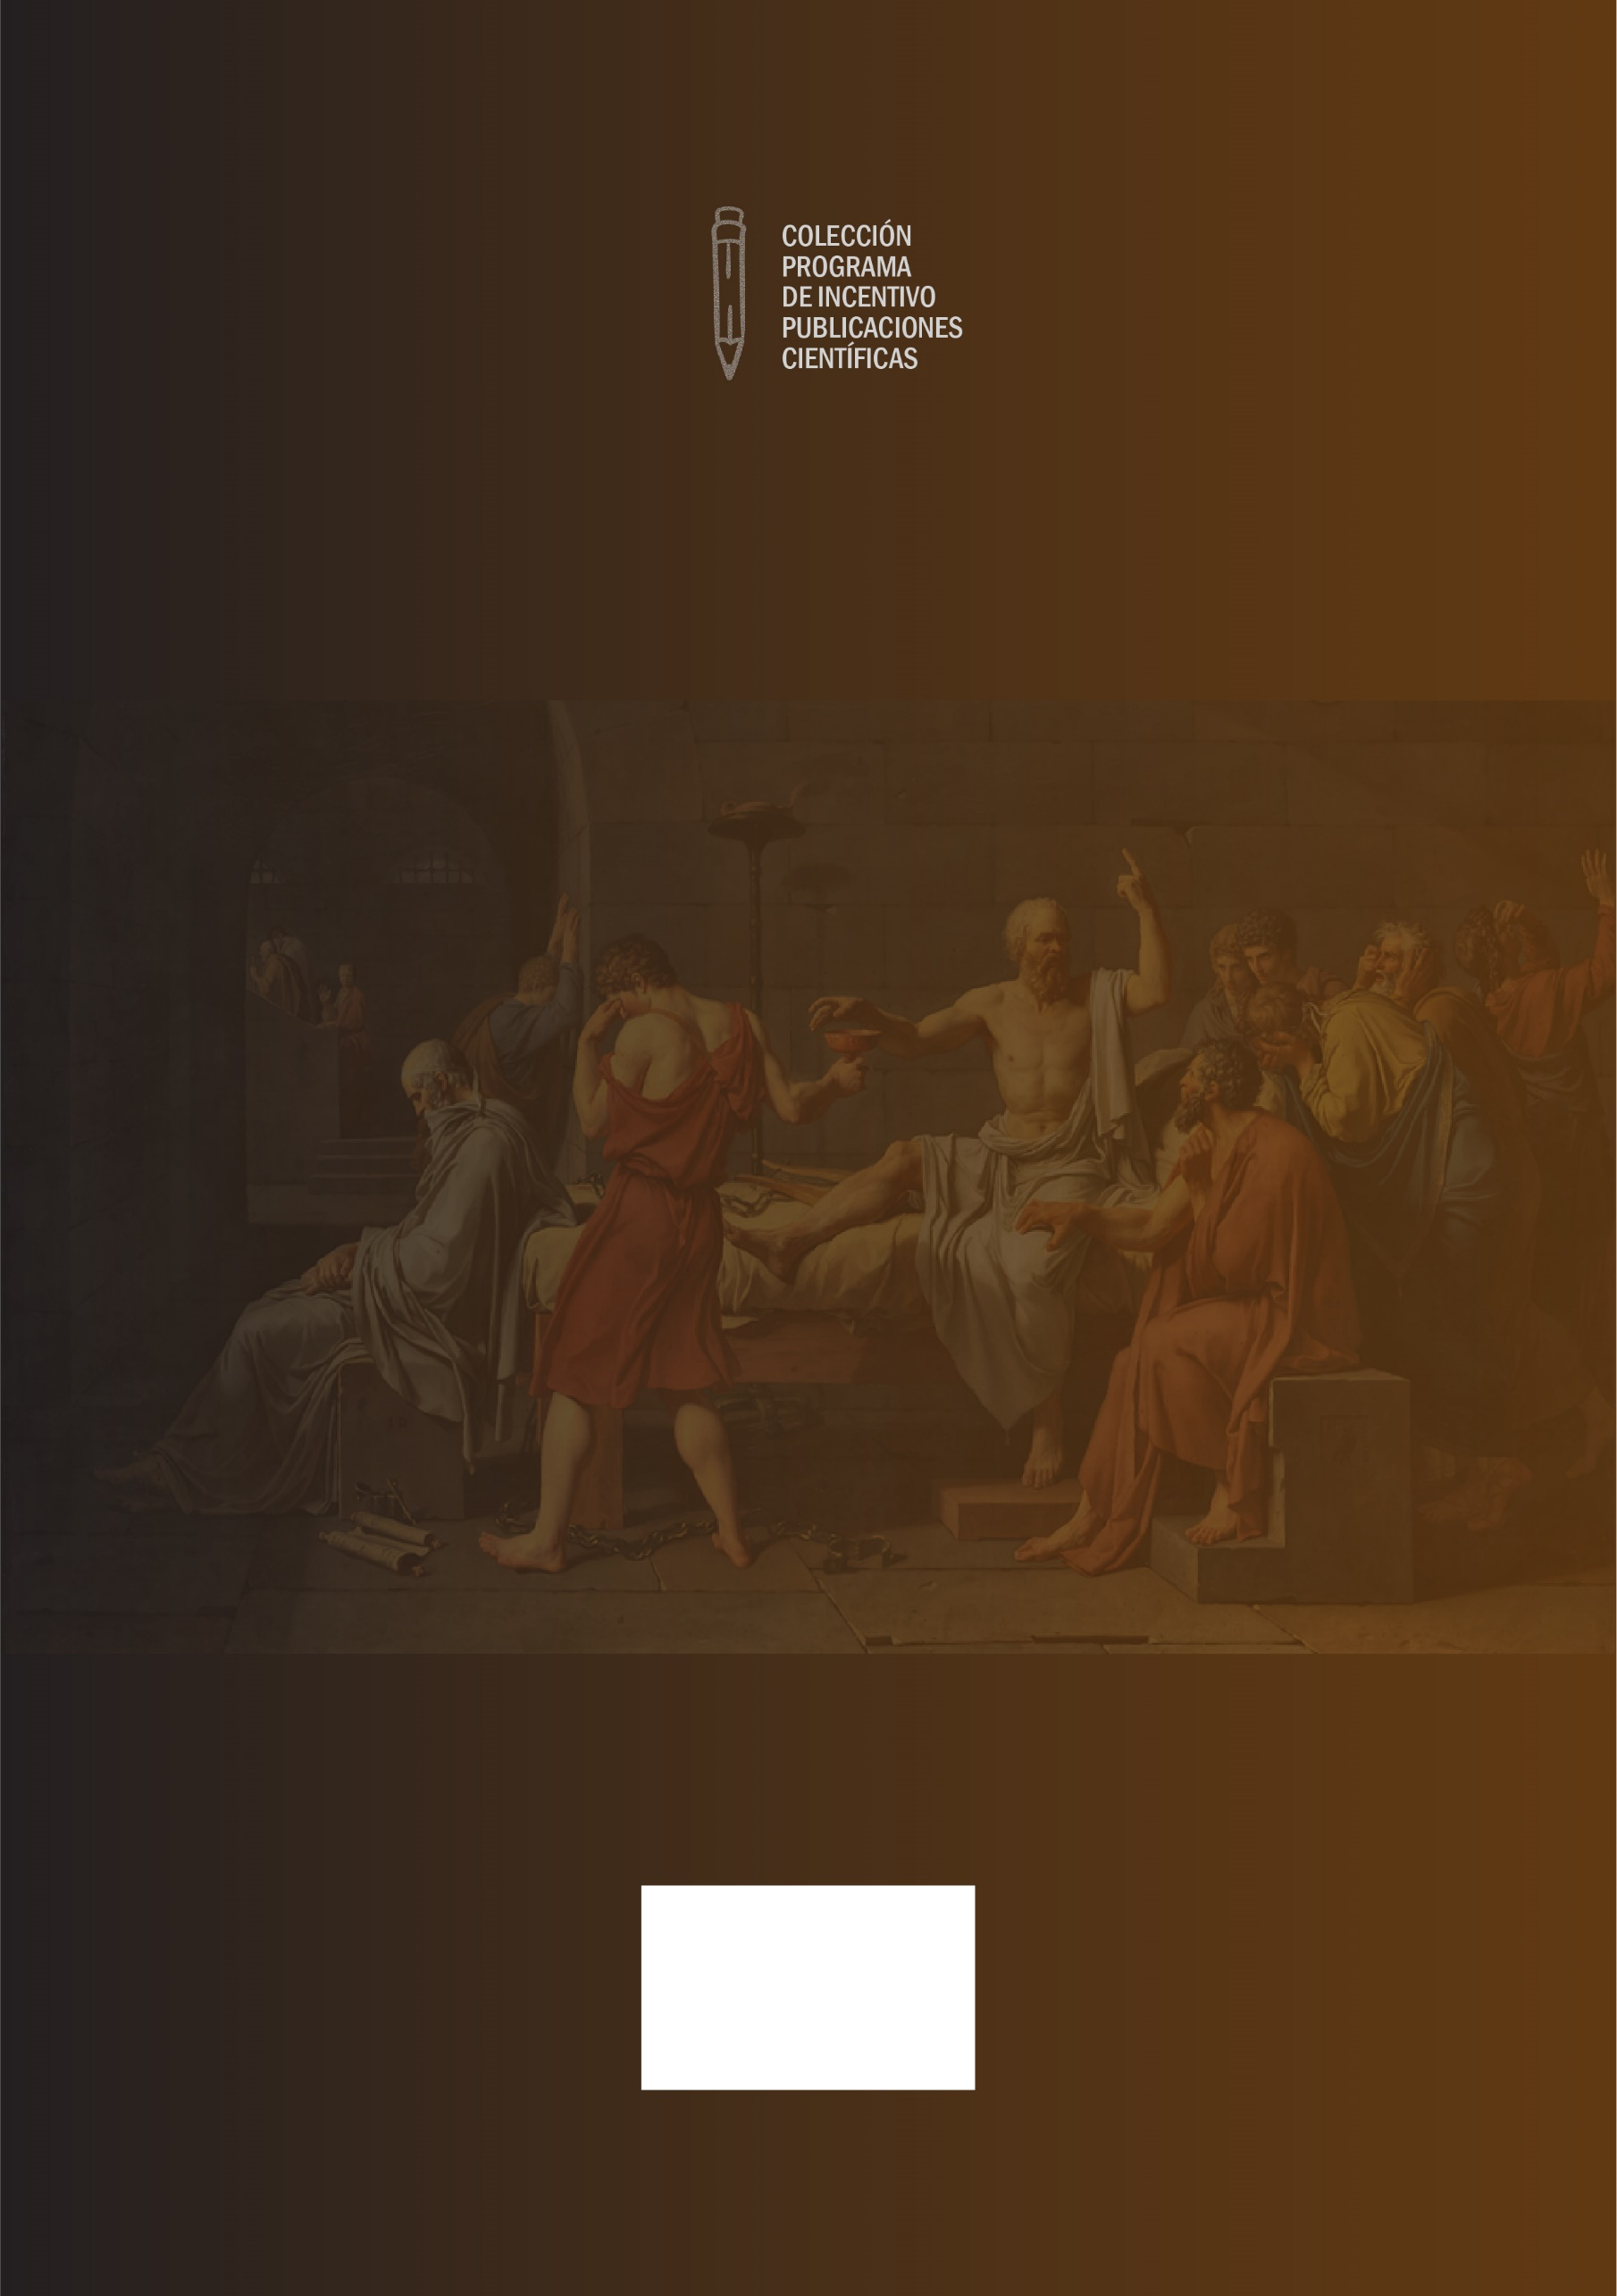 COLECCIÓN
PROGRAMA
DE INCENTIVO
PUBLICACIONES
CIENTÍFICAS